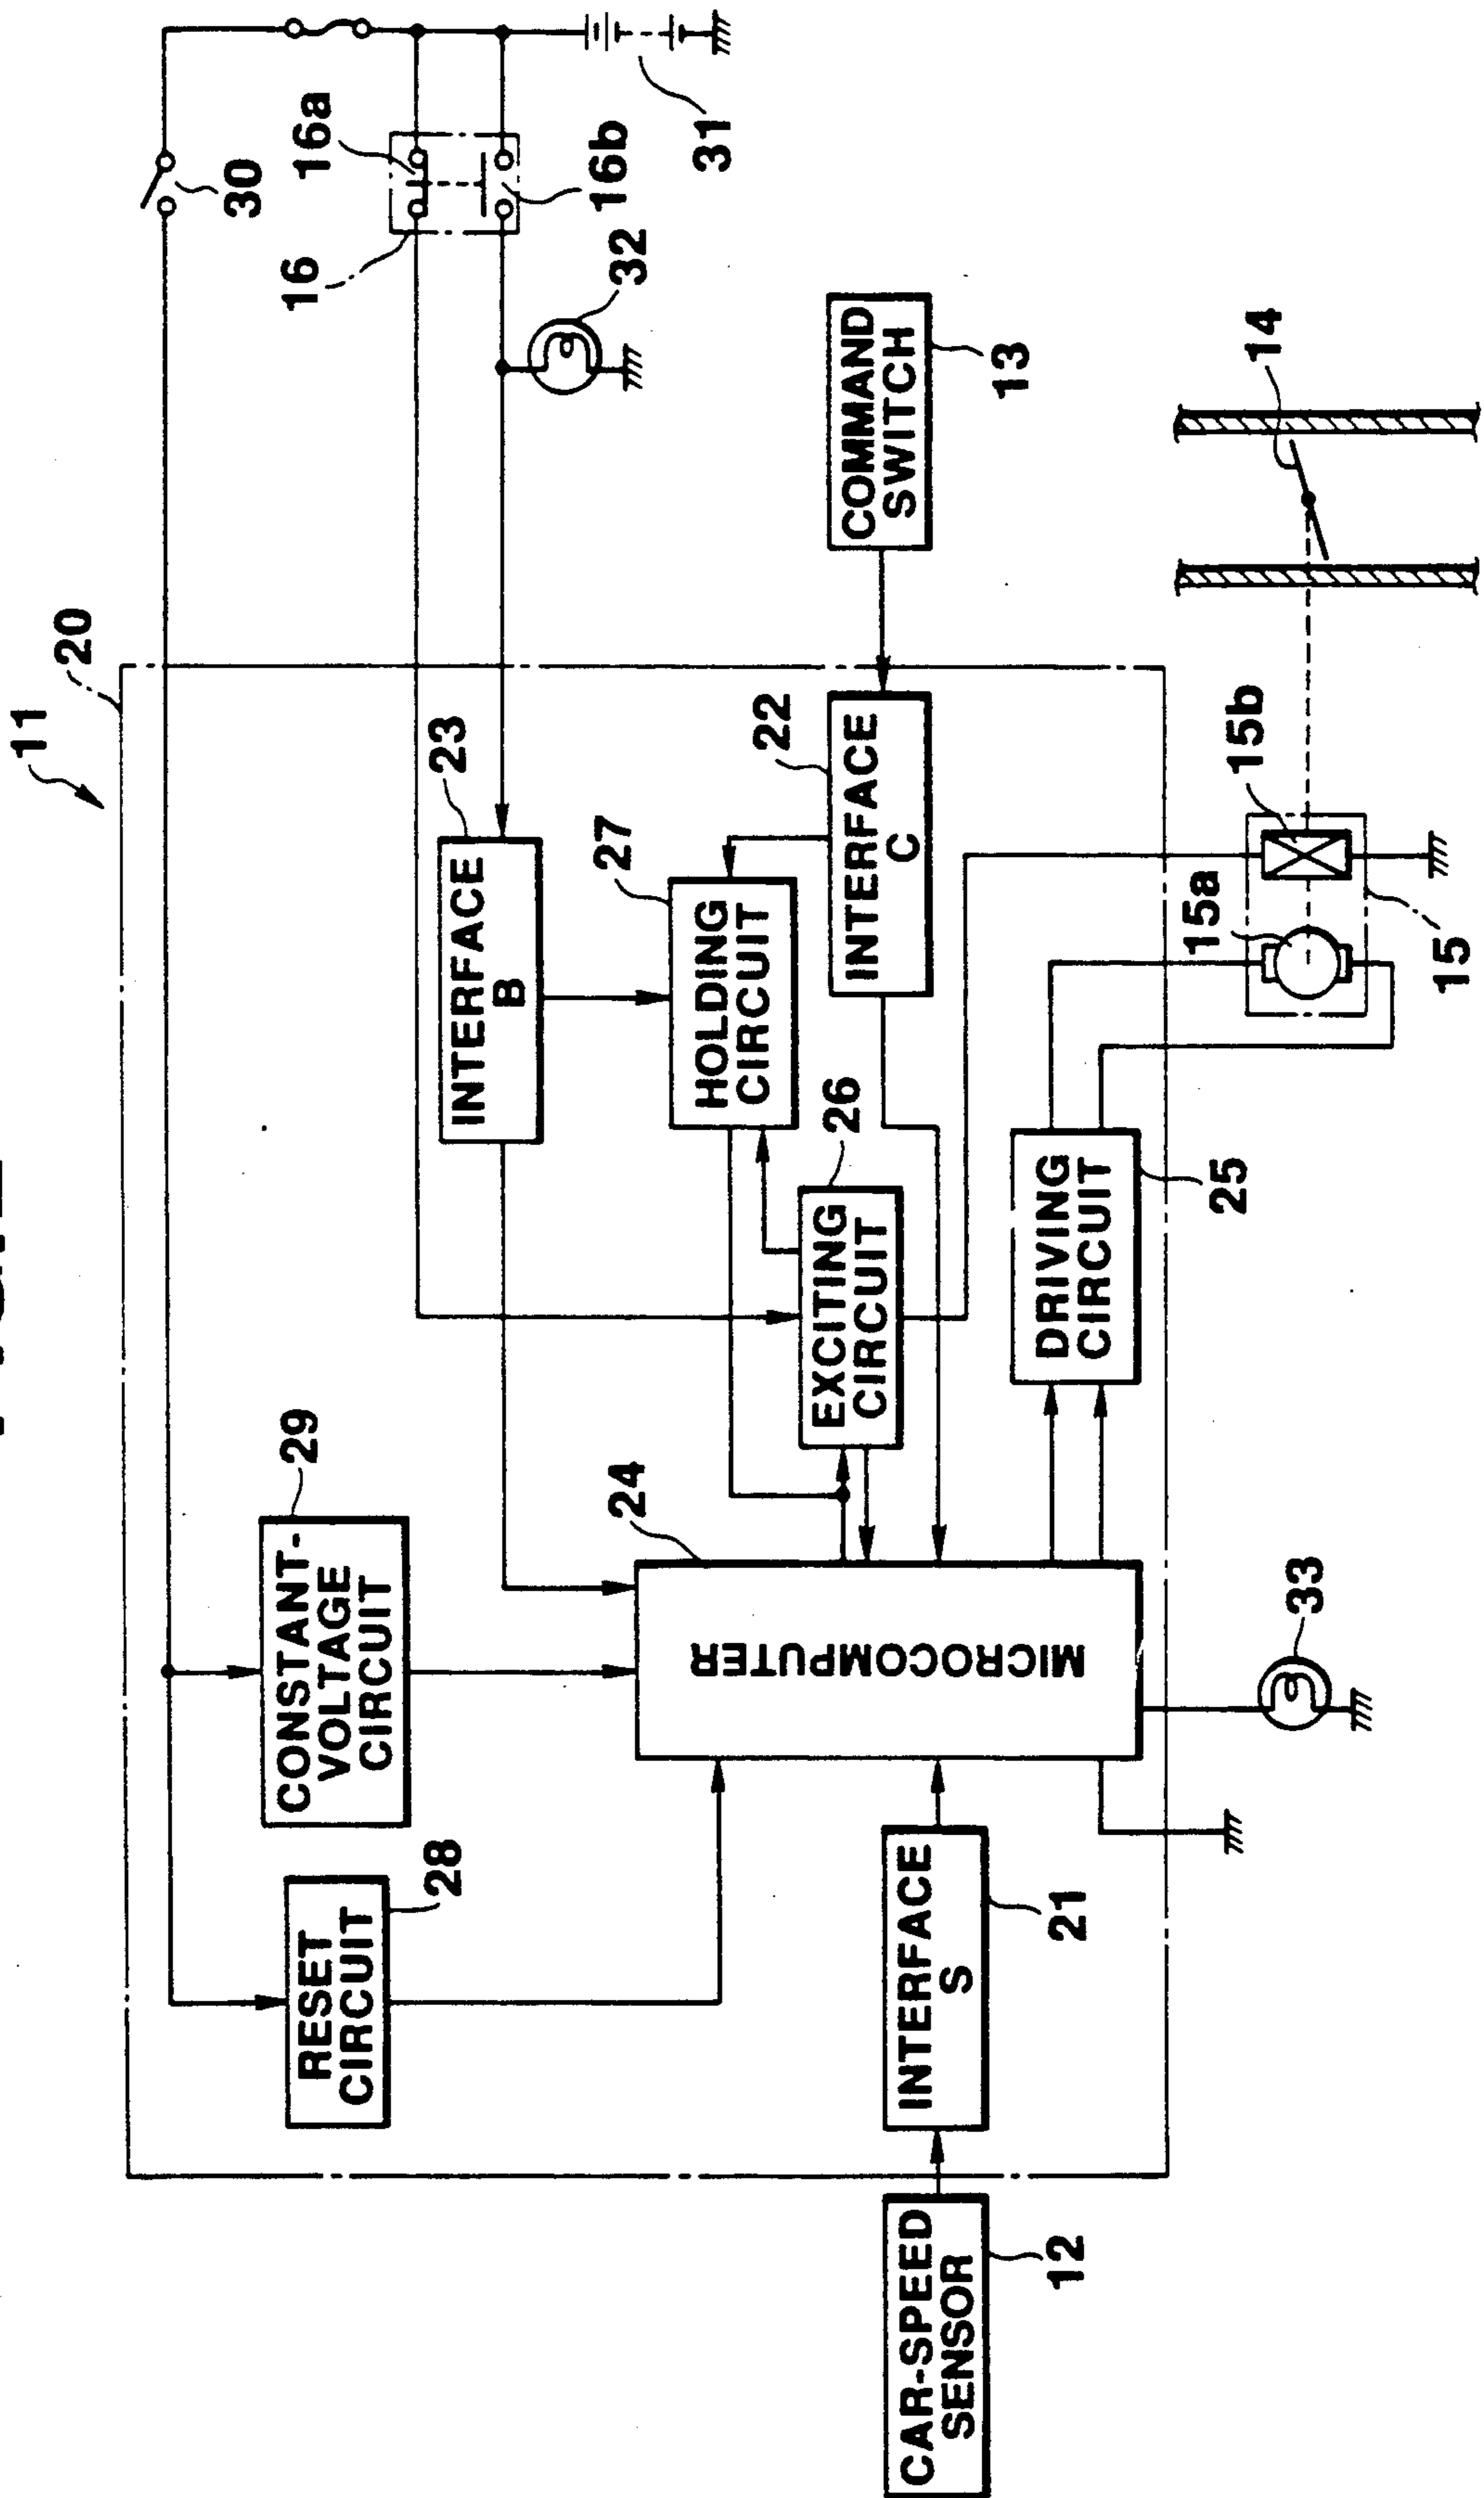 11
20
30
16
16a
16b
31
32
23
INTERFACE
B
29
CONSTANT-
VOLTAGE
CIRCUIT
28
RESET
CIRCUIT
27
HOLDING
CIRCUIT
22
INTERFACE
C
COMMAND
SWITCH
13
24
MICROCOMPUTER
26
EXCITING
CIRCUIT
DRIVING
CIRCUIT
25
INTERFACE
S
21
CAR-SPEED
SENSOR
12
14
15b
15a
15
33